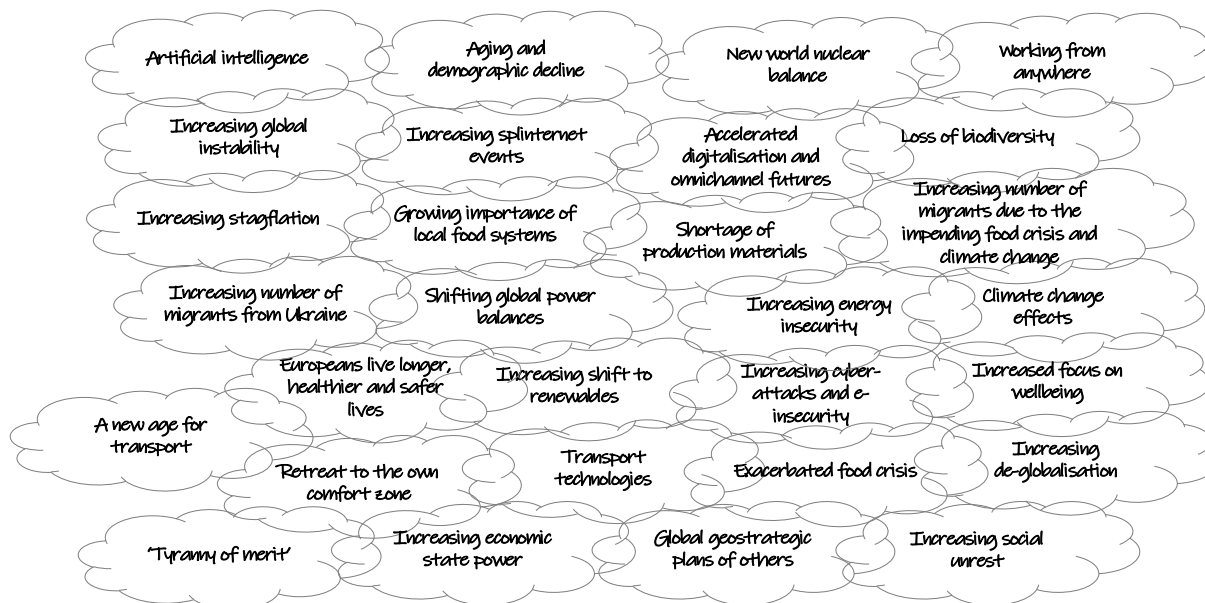 Artificial intelligence
Aging and
demographic decline
New world nuclear
balance
Working from
anywhere
Increasing global
instability
Increasing splinternet
events
Accelerated
digitalisation and
omnichannel futures
Loss of biodiversity
Increasing stagflation
Growing importance of
local food systems
Shortage of
production materials
Increasing number of
migrants due to the
impending food crisis and
climate change
Increasing number of
migrants from Ukraine
Shifting global power
balances
Increasing energy
insecurity
Climate change
effects
Europeans live longer,
healthier and safer
lives
Increasing shift to
renewables
Increasing cyber-
attacks and e-
insecurity
Increased focus on
wellbeing
A new age for
transport
Retreat to the own
comfort zone
Transport
technologies
Exacerbated food crisis
Increasing
de-globalisation
'Tyranny of merit'
Increasing economic
state power
Global geostrategic
plans of others
Increasing social
unrest